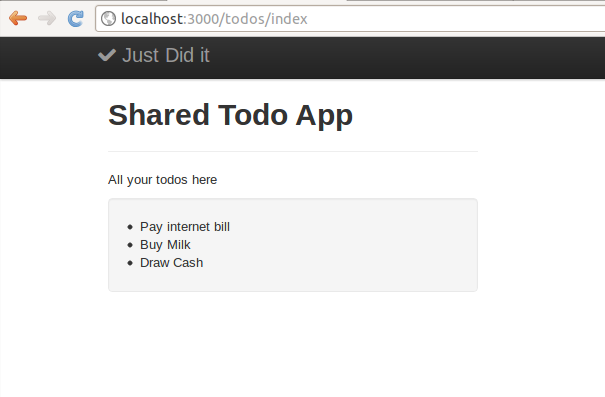 localhost:3000/todos/index
Just Did it
Shared Todo App
All your todos here
Pay internet bill
Buy Milk
Draw Cash